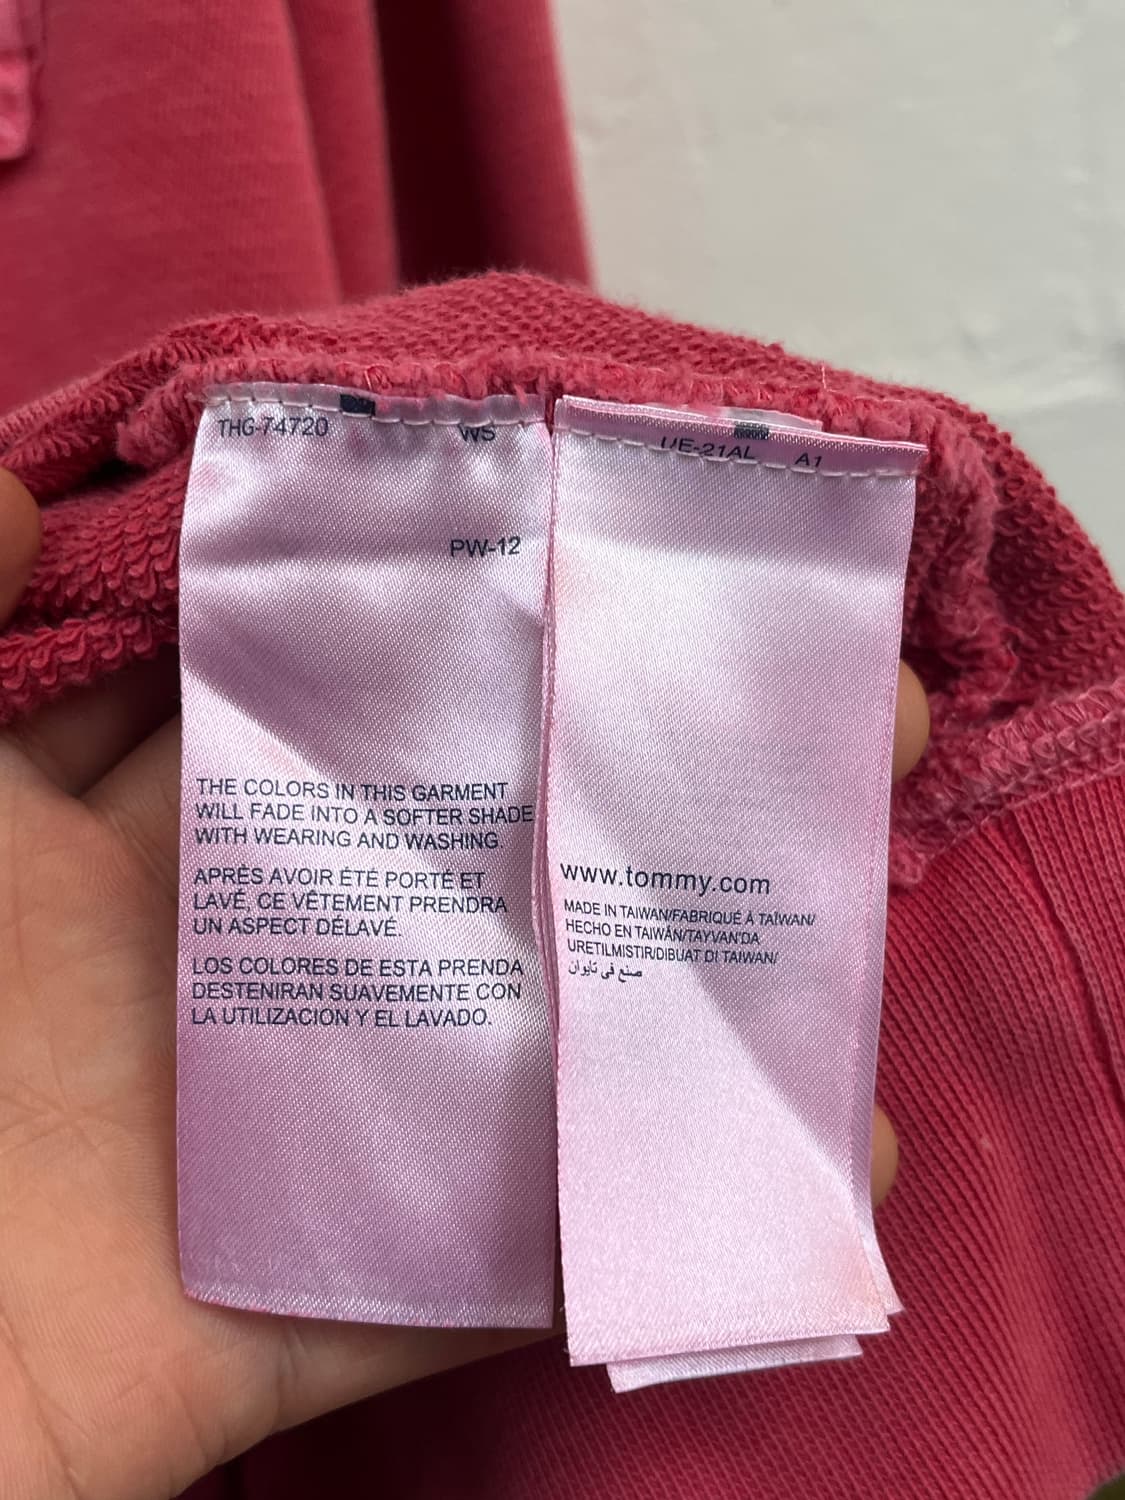 THG-74720 WS
PW-12
THE COLORS IN THIS GARMENT
WILL FADE INTO A SOFTER SHADE
WITH WEARING AND WASHING.
APRÈS AVOIR ÉTÉ PORTÉ ET
LAVÉ, CE VÊTEMENT PRENDRA
UN ASPECT DÉLAVÉ.
LOS COLORES DE ESTA PRENDA
DESTENIRAN SUAVEMENTE CON
LA UTILIZACION Y EL LAVADO.
UE-21AL A1
www.tommy.com
MADE IN TAIWAN/FABRIQUÉ À TAÏWAN/
HECHO EN TAIWÁN/TAYVAN'DA
URETILMISTIR/DIBUAT DI TAIWAN/
صنع في تايوان